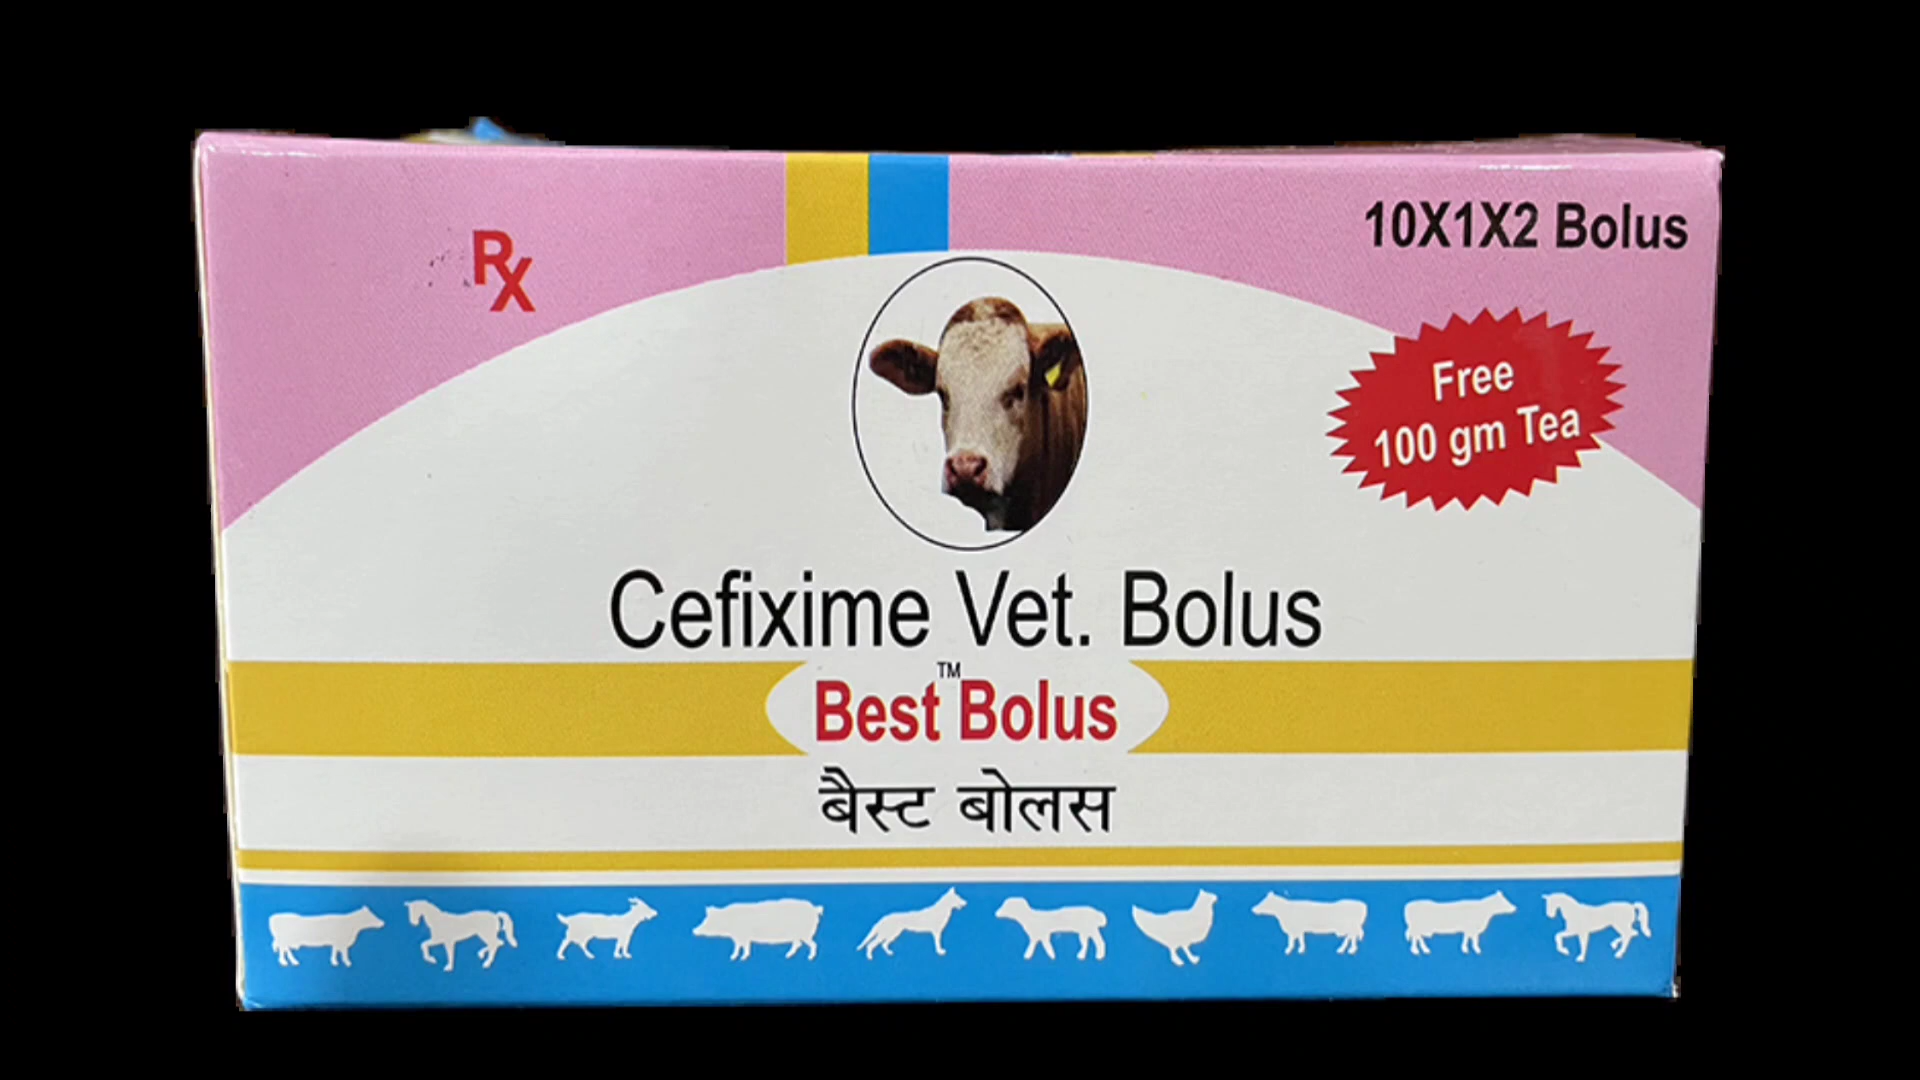 Rx
10X1X2 Bolus
Free
100 gm Tea
Cefixime Vet. Bolus
Best™ Bolus
बैस्ट बोलस